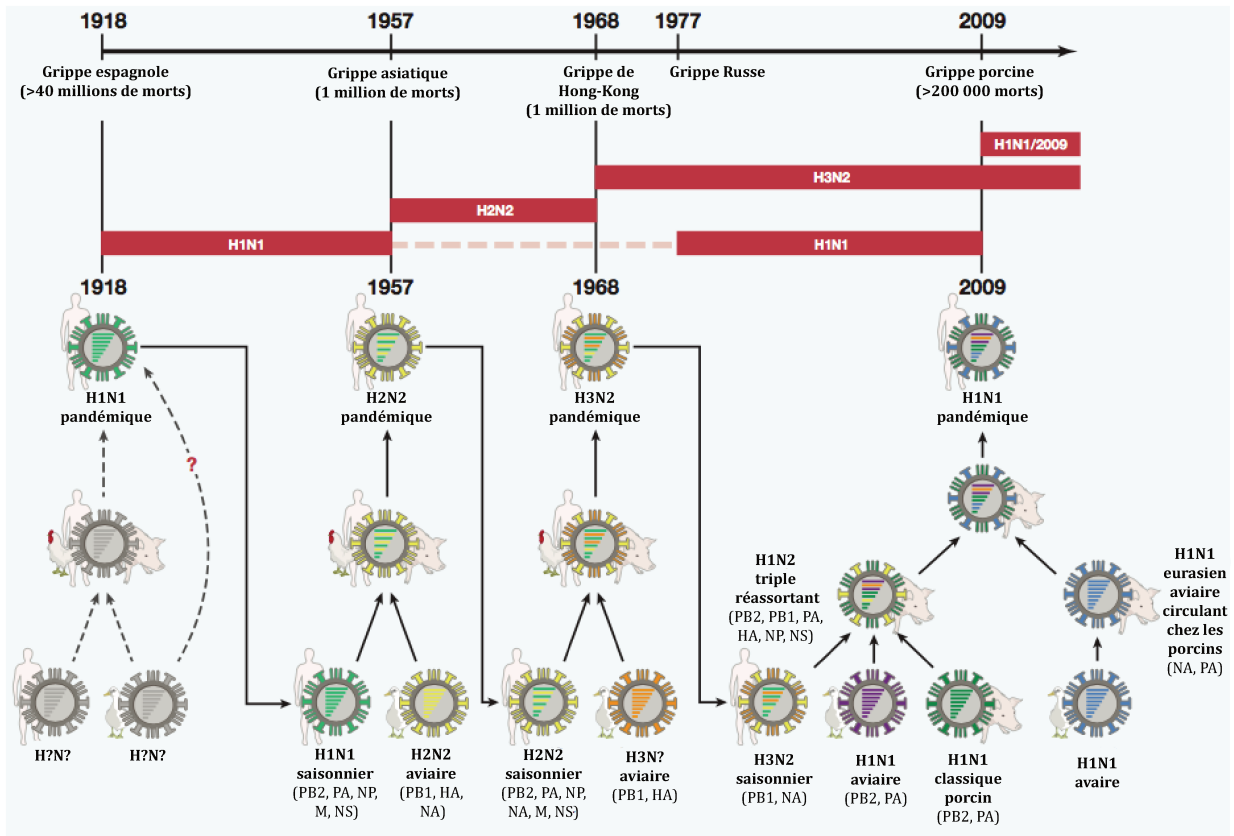 1918
1957
1968
1977
2009
Grippe espagnole
(>40 millions de morts)
Grippe asiatique
(1 million de morts)
Grippe de
Hong-Kong
(1 million de morts)
Grippe Russe
Grippe porcine
(>200 000 morts)
H1N1/2009
H3N2
H2N2
H1N1
H1N1
1918
1957
1968
2009
H1N1
pandémique
H2N2
pandémique
H3N2
pandémique
H1N1
pandémique
?
H1N2
triple
réassortant
(PB2, PB1, PA,
HA, NP, NS)
H1N1
eurasien
aviaire
circulant
chez les
porcins
(NA, PA)
H?N?
H?N?
H1N1
saisonnier
(PB2, PA, NP,
M, NS)
H2N2
aviaire
(PB1, HA,
NA)
H2N2
saisonnier
(PB2, PA, NP,
NA, M, NS)
H3N?
aviaire
(PB1, HA)
H3N2
saisonnier
(PB1, NA)
H1N1
aviaire
(PB2, PA)
H1N1
classique
porcin
(PB2, PA)
H1N1
avaire